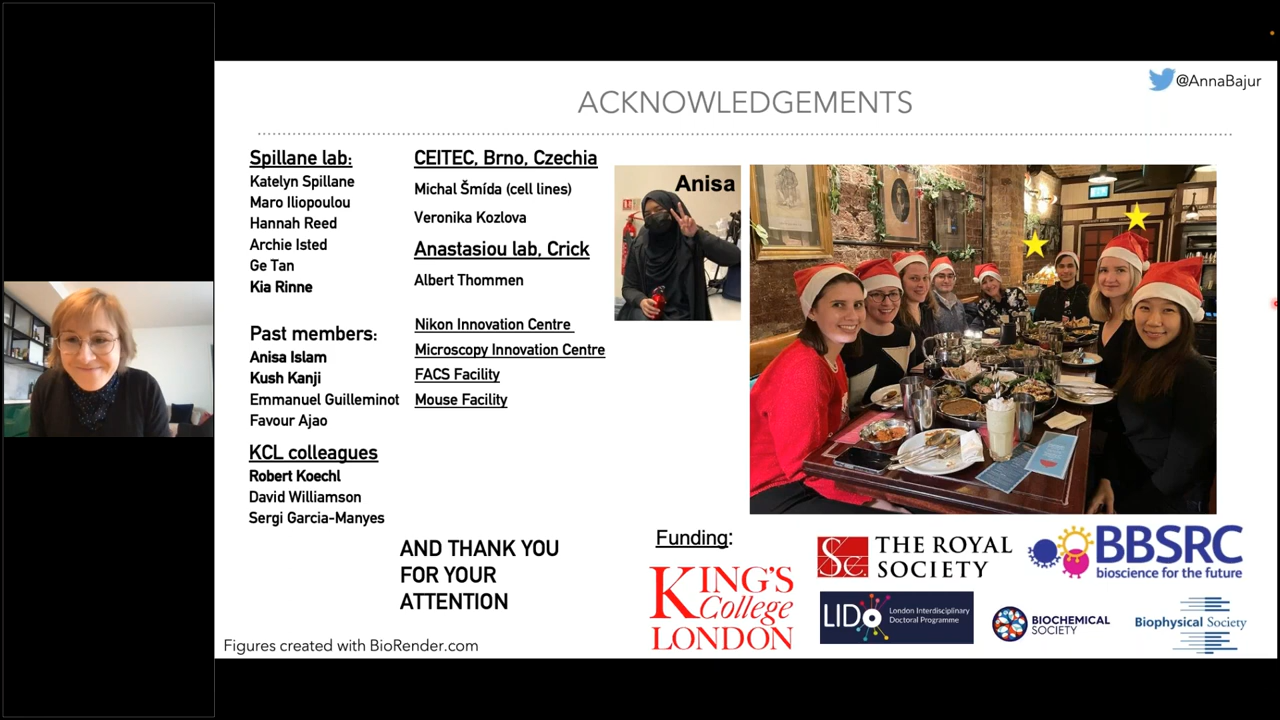 @AnnaBajur
ACKNOWLEDGEMENTS
Spillane lab:
Katelyn Spillane
Maro Iliopoulou
Hannah Reed
Archie Isted
Ge Tan
Kia Rinne
Past members:
Anisa Islam
Kush Kanji
Emmanuel Guilleminot
Favour Ajao
KCL colleagues
Robert Koechl
David Williamson
Sergi Garcia-Manyes
CEITEC, Brno, Czechia
Michal Šmída (cell lines)
Veronika Kozlova
Anastasiou lab, Crick
Albert Thommen
Nikon Innovation Centre
Microscopy Innovation Centre
FACS Facility
Mouse Facility
Anisa
AND THANK YOU
FOR YOUR
ATTENTION
Funding:
KING'S
College
LONDON
THE ROYAL
SOCIETY
BBSRC
bioscience for the future
LIDo
London Interdisciplinary
Doctoral Programme
BIOCHEMICAL
SOCIETY
Biophysical Society
Figures created with BioRender.com